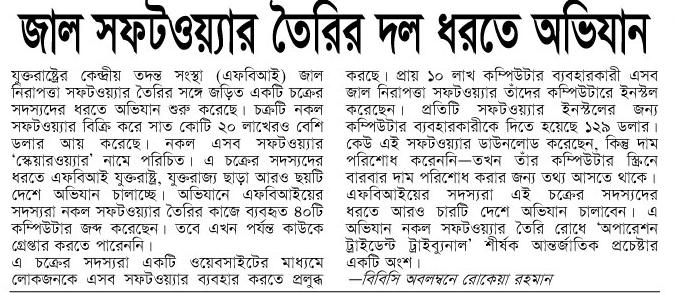 জাল সফটওয়্যার তৈরির দল ধরতে অভিযান
যুক্তরাষ্ট্রের কেন্দ্রীয় তদন্ত সংস্থা (এফবিআই) জাল
নিরাপত্তা সফটওয়্যার তৈরির সঙ্গে জড়িত একটি চক্রের
সদস্যদের ধরতে অভিযান শুরু করেছে। চক্রটি নকল
সফটওয়্যার বিক্রি করে সাত কোটি ২০ লাখেরও বেশি
ডলার আয় করেছে। নকল এসব সফটওয়্যার
‘স্কেয়ারওয়্যার’ নামে পরিচিত। এ চক্রের সদস্যদের
ধরতে এফবিআই যুক্তরাষ্ট্র, যুক্তরাজ্য ছাড়া আরও ছয়টি
দেশে অভিযান চালাচ্ছে। অভিযানে এফবিআইয়ের
সদস্যরা নকল সফটওয়্যার তৈরির কাজে ব্যবহৃত ৪০টি
কম্পিউটার জব্দ করেছেন। তবে এখন পর্যন্ত কাউকে
গ্রেপ্তার করতে পারেননি।
এ চক্রের সদস্যরা একটি ওয়েবসাইটের মাধ্যমে
লোকজনকে এসব সফটওয়্যার ব্যবহার করতে প্রলুব্ধ
করছে। প্রায় ১০ লাখ কম্পিউটার ব্যবহারকারী এসব
জাল নিরাপত্তা সফটওয়্যার তাঁদের কম্পিউটারে ইনস্টল
করেছেন। প্রতিটি সফটওয়্যার ইনস্টলের জন্য
কম্পিউটার ব্যবহারকারীকে দিতে হয়েছে ১২৯ ডলার।
কেউ এই সফটওয়্যার ডাউনলোড করেছেন, কিন্তু দাম
পরিশোধ করেননি—তখন তাঁর কম্পিউটার স্ক্রিনে
বারবার দাম পরিশোধ করার জন্য তথ্য আসতে থাকে।
এফবিআইয়ের সদস্যরা এই চক্রের সদস্যদের
ধরতে আরও চারটি দেশে অভিযান চালাবেন। এ
অভিযান নকল সফটওয়্যার তৈরি রোধে ‘অপারেশন
ট্রাইডেন্ট ট্রাইব্যুনাল’ শীর্ষক আন্তর্জাতিক প্রচেষ্টার
একটি অংশ।
—বিবিসি অবলম্বনে রোকেয়া রহমান